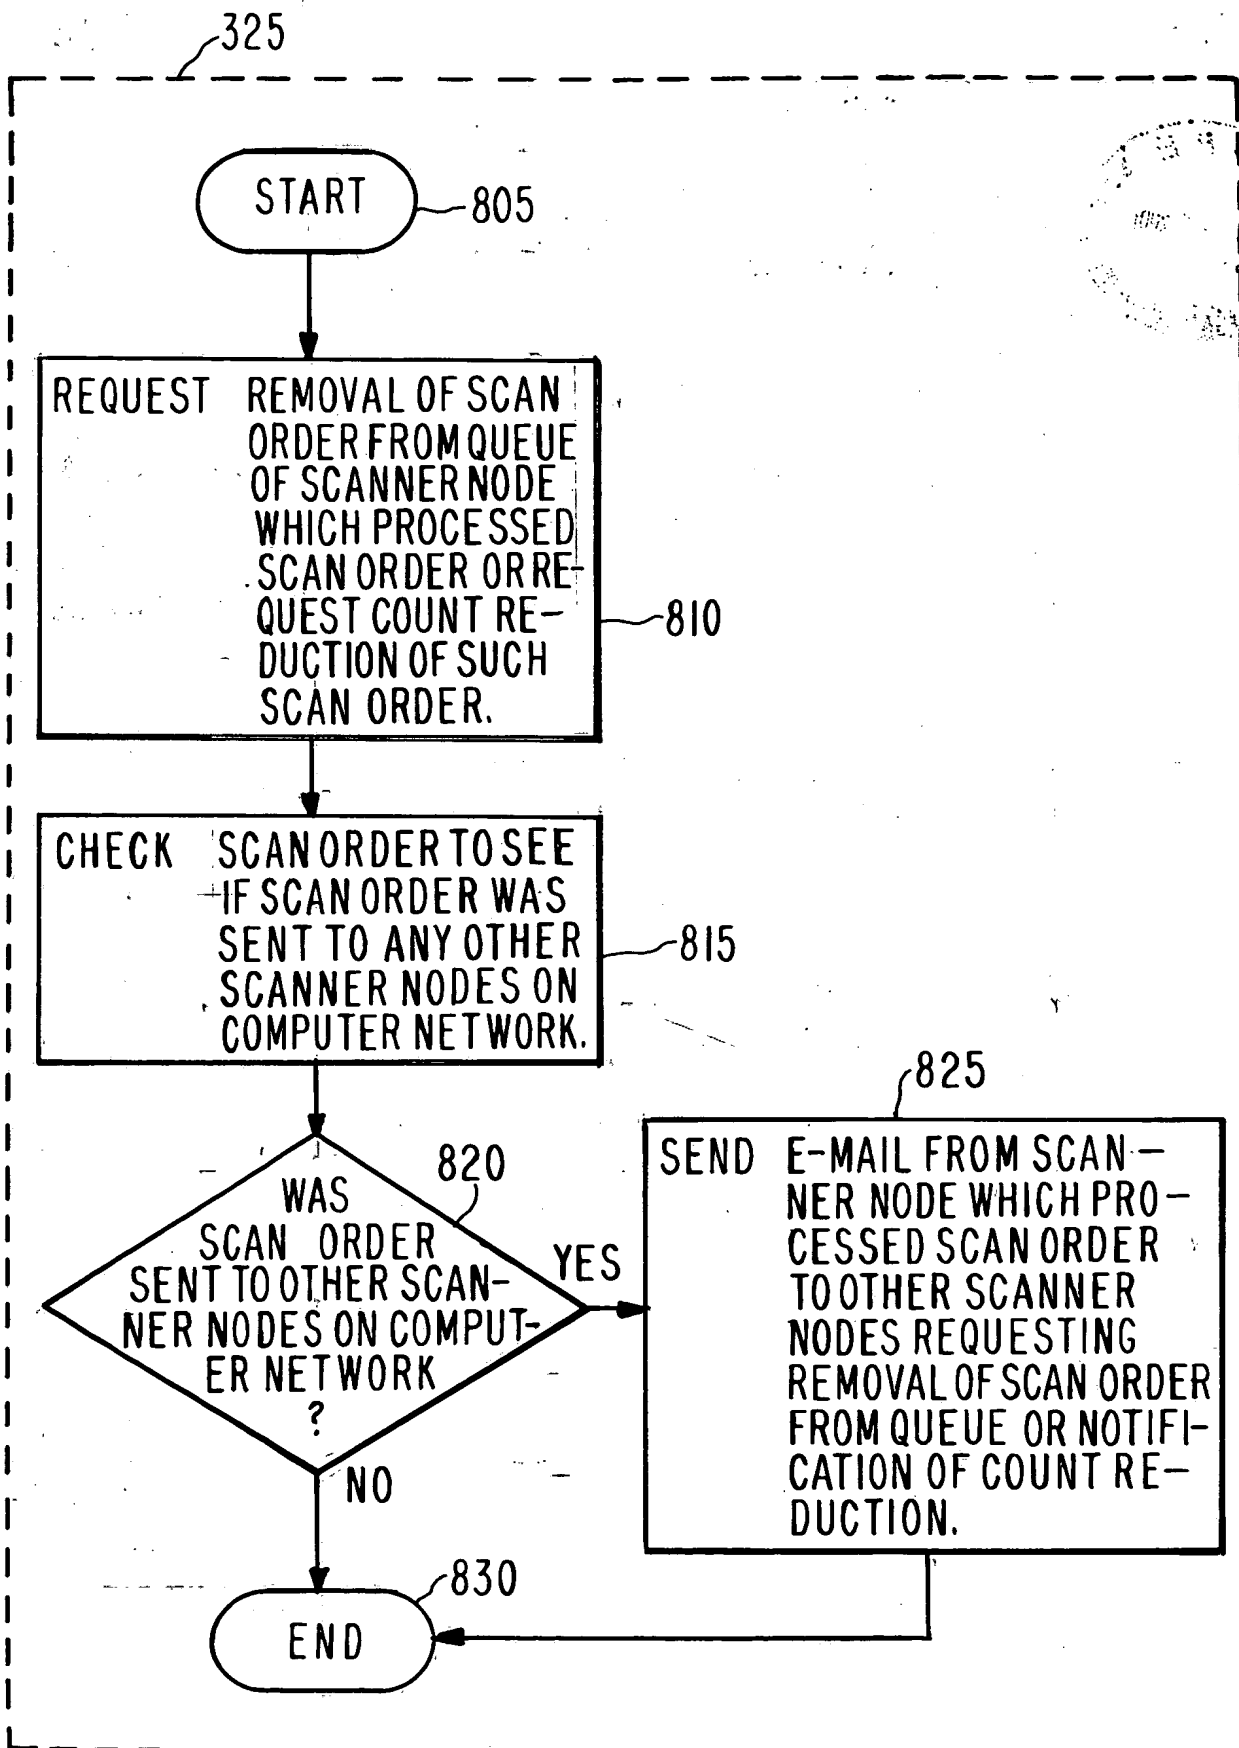 325
START
805
REQUEST REMOVAL OF SCAN
ORDER FROM QUEUE
OF SCANNER NODE
WHICH PROCESSED
SCAN ORDER OR RE-
QUEST COUNT RE-
DUCTION OF SUCH
SCAN ORDER.
810
CHECK SCAN ORDER TO SEE
IF SCAN ORDER WAS
SENT TO ANY OTHER
SCANNER NODES ON
COMPUTER NETWORK.
815
820
WAS
SCAN ORDER
SENT TO OTHER SCAN-
NER NODES ON COMPUT-
ER NETWORK
?
YES
NO
825
SEND E-MAIL FROM SCAN-
NER NODE WHICH PRO-
CESSED SCAN ORDER
TO OTHER SCANNER
NODES REQUESTING
REMOVAL OF SCAN ORDER
FROM QUEUE OR NOTIFI-
CATION OF COUNT RE-
DUCTION.
830
END